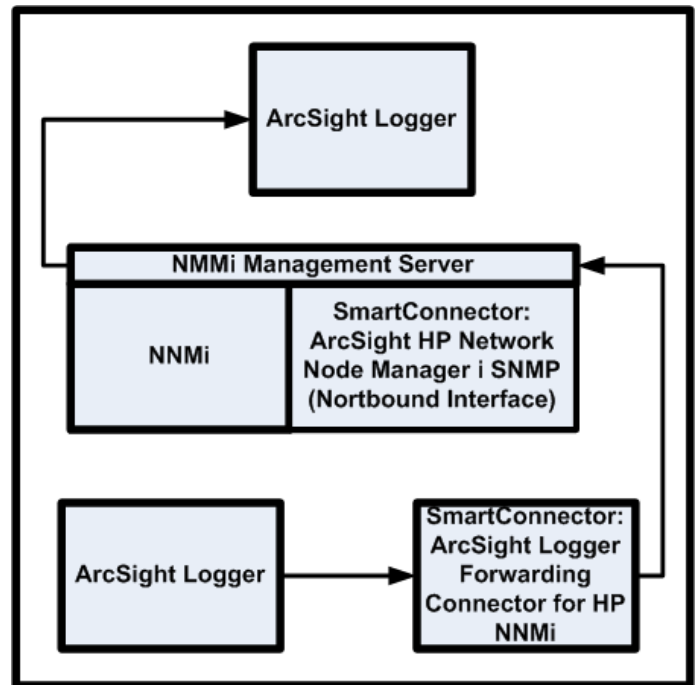 ArcSight Logger
NMMi Management Server
NNMi
SmartConnector:
ArcSight HP Network
Node Manager i SNMP
(Nortbound Interface)
ArcSight Logger
SmartConnector:
ArcSight Logger
Forwarding
Connector for HP
NNMi